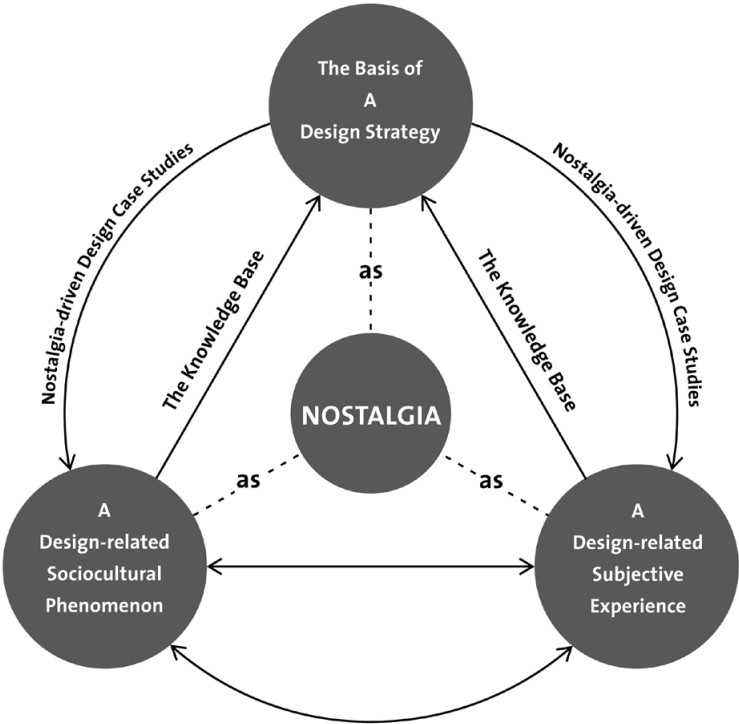 The Basis of
A
Design Strategy
Nostalgia-driven Design Case Studies
Nostalgia-driven Design Case Studies
The Knowledge Base
The Knowledge Base
as
NOSTALGIA
as
as
A
Design-related
Sociocultural
Phenomenon
A
Design-related
Subjective
Experience